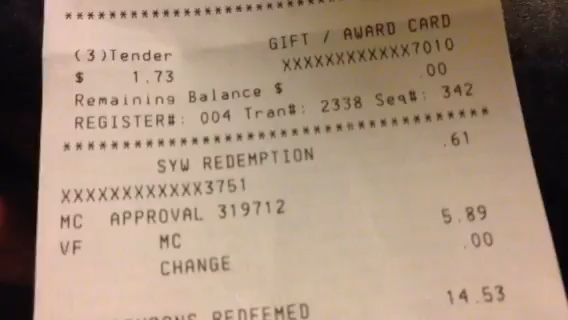 ************************************
(3)Tender GIFT / AWARD CARD
$ 1.73 XXXXXXXXXXXX7010
Remaining Balance $ .00
REGISTER#: 004 Tran#: 2338 Seq#: 342
************************************
SYW REDEMPTION .61
XXXXXXXXXXXX3751
MC APPROVAL 319712
VF MC 5.89
CHANGE .00
REDEEMED 14.53